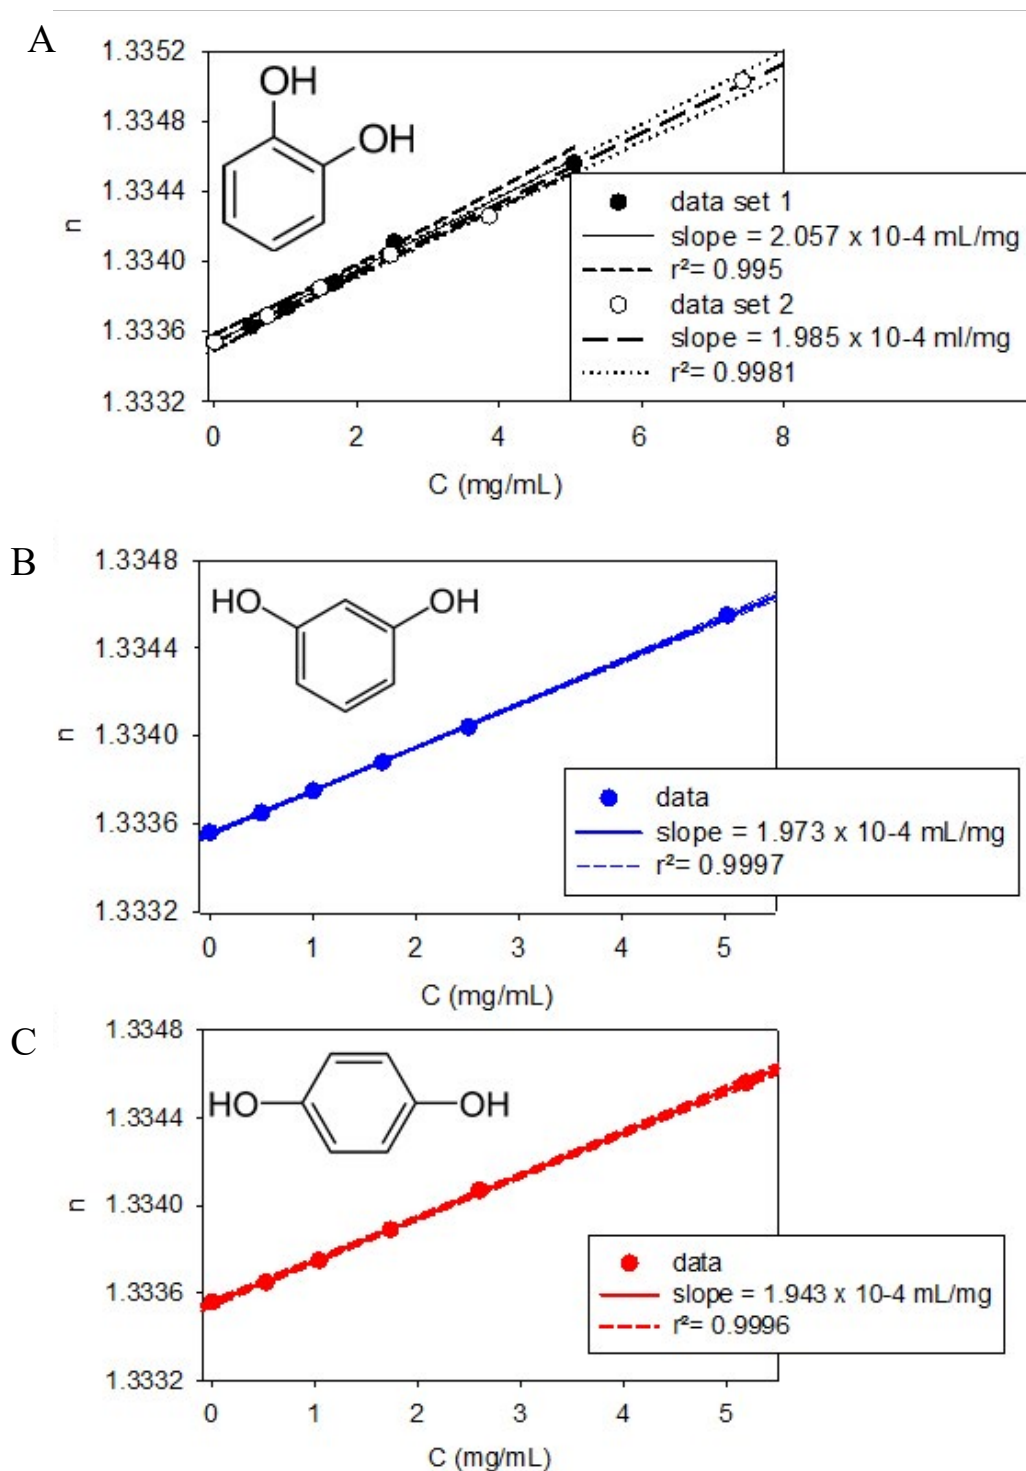 A
1.3352
1.3348
1.3344
1.3340
1.3336
1.3332
n
OH
OH
data set 1
slope = 2.057 x 10-4 mL/mg
r²= 0.995
data set 2
slope = 1.985 x 10-4 ml/mg
r²= 0.9981
0 2 4 6 8
C (mg/mL)
B
1.3348
1.3344
1.3340
1.3336
1.3332
n
HO OH
data
slope = 1.973 x 10-4 mL/mg
r²= 0.9997
0 1 2 3 4 5
C (mg/mL)
C
1.3348
1.3344
1.3340
1.3336
1.3332
n
HO OH
data
slope = 1.943 x 10-4 mL/mg
r²= 0.9996
0 1 2 3 4 5
C (mg/mL)